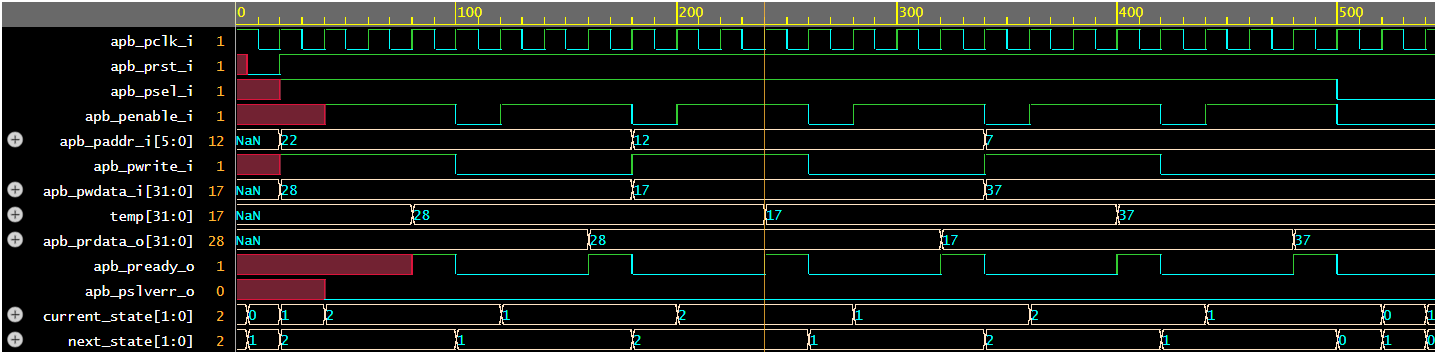 0 100 200 300 400 500
apb_pclk_i 1
apb_prst_i 1
apb_psel_i 1
apb_penable_i 1
apb_paddr_i[5:0] 12 NaN 22 12 7
apb_pwrite_i 1
apb_pwdata_i[31:0] 17 NaN 28 17 37
temp[31:0] 17 NaN 28 17 37
apb_prdata_o[31:0] 28 NaN 28 17 37
apb_pready_o 1
apb_pslverr_o 0
current_state[1:0] 2 0 1 2 1 2 1 2 1 0 1
next_state[1:0] 2 1 2 1 2 1 2 1 0 1 0